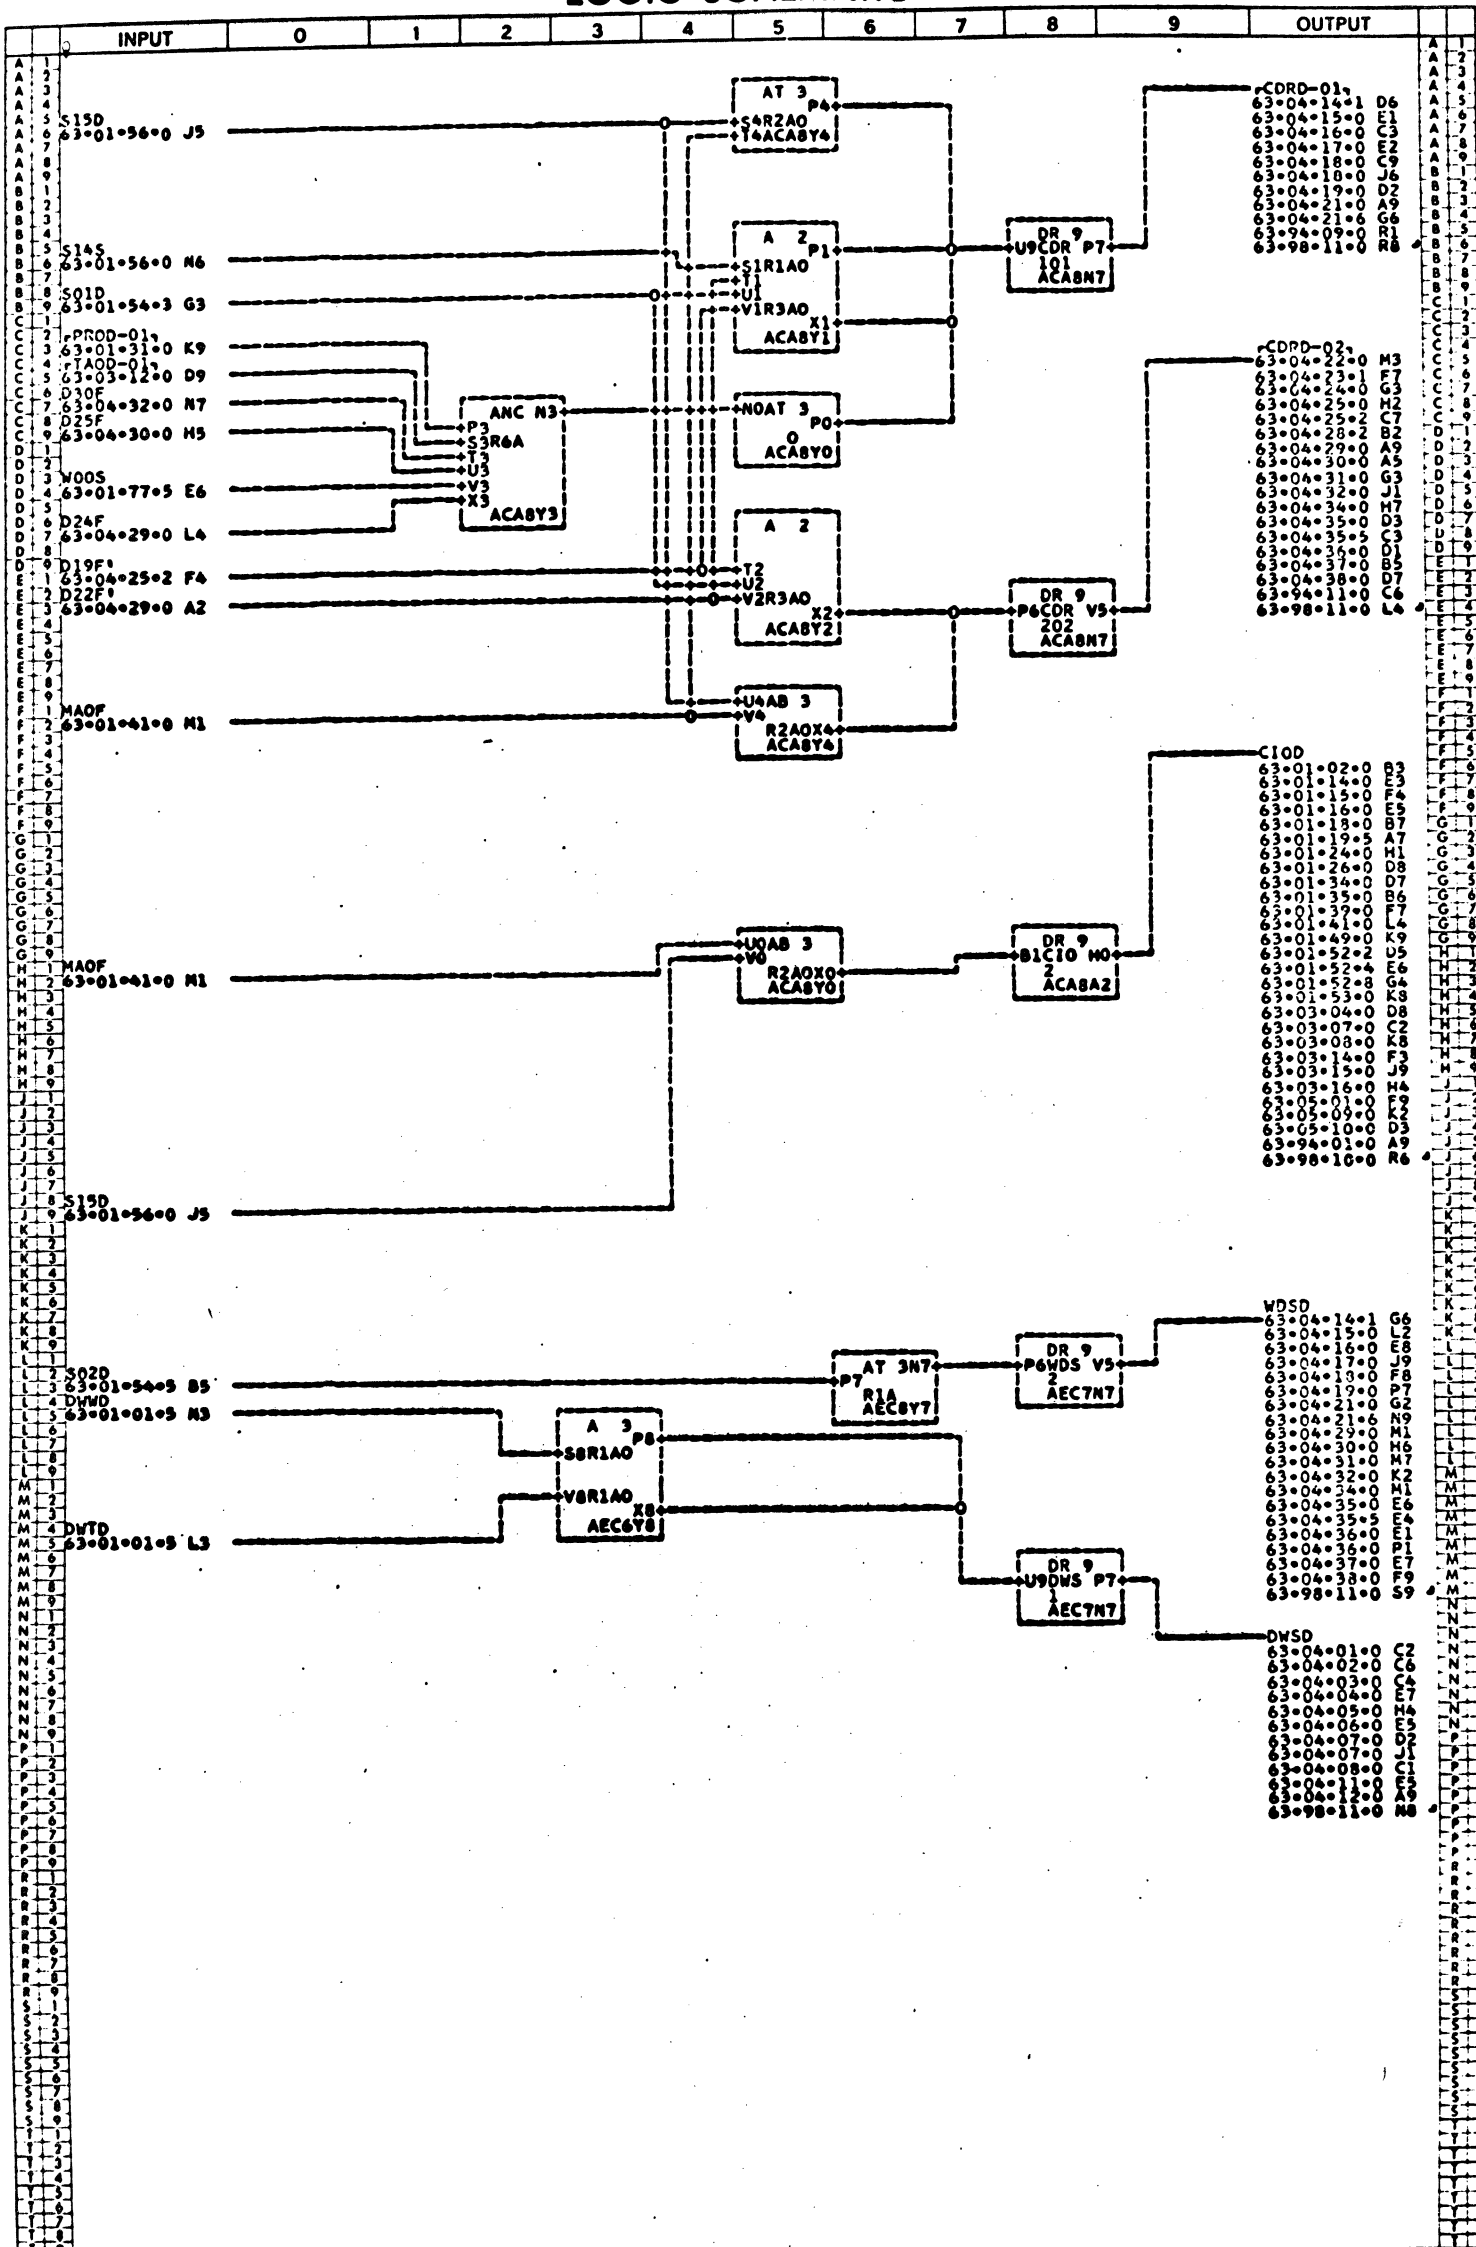 INPUT 0 1 2 3 4 5 6 7 8 9 OUTPUT
S15D
63•01•56•0 J5
S14S
63•01•56•0 N6
S01D
63•01•54•3 G3
PROD-01
63•01•31•0 K9
TAOD-01
63•03•12•0 D9
D30F
63•04•32•0 N7
D25F
63•04•30•0 H5
W00S
63•01•77•5 E6
D24F
63•04•29•0 L4
D19F'
63•04•25•2 F4
D22F'
63•04•29•0 A2
MAOF
63•01•41•0 M1
MAOF
63•01•41•0 M1
S15D
63•01•56•0 J5
S02D
63•01•54•5 B5
DWWD
63•01•01•5 N3
DWTD
63•01•01•5 L3
ANC N3
P3
S3R6A
T3
U3
V3
X3
ACA8Y3
AT 3
P4
S4R2A0
T4ACA8Y4
A 2
P1
S1R1A0
T1
U1
V1R3A0
X1
ACA8Y1
N0AT 3
P0
0
ACA8Y0
A 2
T2
U2
V2R3A0
X2
ACA8Y2
U4AB 3
V4
R2A0X4
ACA8Y4
U0AB 3
V0
R2A0X0
ACA8Y0
A 3
P8
S8R1A0
V8R1A0
X8
AEC6Y8
AT 3N7
P7
R1A
AEC8Y7
DR 9
U9CDR P7
101
ACA8N7
DR 9
P6CDR V5
202
ACA8N7
DR 9
B1CIO H0
2
ACA8A2
DR 9
P6WDS V5
2
AEC7N7
DR 9
U9DWS P7
1
AEC7N7
CDRD-01
63•04•14•1 D6
63•04•15•0 E1
63•04•16•0 C3
63•04•17•0 E2
63•04•18•0 C9
63•04•18•0 J6
63•04•19•0 D2
63•04•21•0 A9
63•04•21•6 G6
63•94•09•0 R1
63•98•11•0 R8
CDRD-02
63•04•22•0 M3
63•04•23•1 F7
63•04•24•0 G3
63•04•25•0 H2
63•04•25•2 C7
63•04•28•2 B2
63•04•29•0 A9
63•04•30•0 A5
63•04•31•0 G3
63•04•32•0 J1
63•04•34•0 H7
63•04•35•0 D3
63•04•35•5 C3
63•04•36•0 D1
63•04•37•0 B5
63•04•38•0 D7
63•94•11•0 C6
63•98•11•0 L4
CIOD
63•01•02•0 B3
63•01•14•0 E3
63•01•15•0 F4
63•01•16•0 E5
63•01•18•0 B7
63•01•19•5 A7
63•01•24•0 H1
63•01•26•0 D8
63•01•34•0 D7
63•01•35•0 B6
63•01•39•0 F7
63•01•41•0 L4
63•01•49•0 K9
63•01•52•2 D5
63•01•52•4 E6
63•01•52•8 G4
63•01•53•0 K8
63•03•04•0 D8
63•03•07•0 C2
63•03•08•0 K8
63•03•14•0 F3
63•03•15•0 J9
63•03•16•0 H4
63•05•01•0 F9
63•05•09•0 K2
63•05•10•0 D3
63•94•01•0 A9
63•98•10•0 R6
WDSD
63•04•14•1 G6
63•04•15•0 L2
63•04•16•0 E8
63•04•17•0 J9
63•04•18•0 F8
63•04•19•0 P7
63•04•21•0 G2
63•04•21•6 N9
63•04•29•0 M1
63•04•30•0 H6
63•04•31•0 M7
63•04•32•0 K2
63•04•34•0 M1
63•04•35•0 E6
63•04•35•5 E4
63•04•36•0 E1
63•04•36•0 P1
63•04•37•0 E7
63•04•38•0 F9
63•98•11•0 S9
DWSD
63•04•01•0 C2
63•04•02•0 C6
63•04•03•0 C4
63•04•04•0 E7
63•04•05•0 H4
63•04•06•0 E5
63•04•07•0 D2
63•04•07•0 J1
63•04•08•0 C1
63•04•11•0 E5
63•04•12•0 A9
63•98•11•0 N8